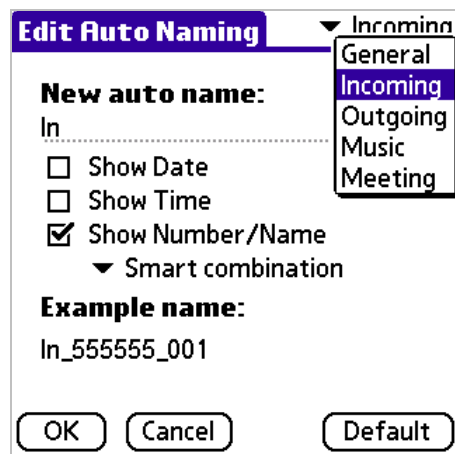 Edit Auto Naming
Incoming
General
Incoming
Outgoing
Music
Meeting
New auto name:
In
Show Date
Show Time
Show Number/Name
Smart combination
Example name:
In_555555_001
OK Cancel Default